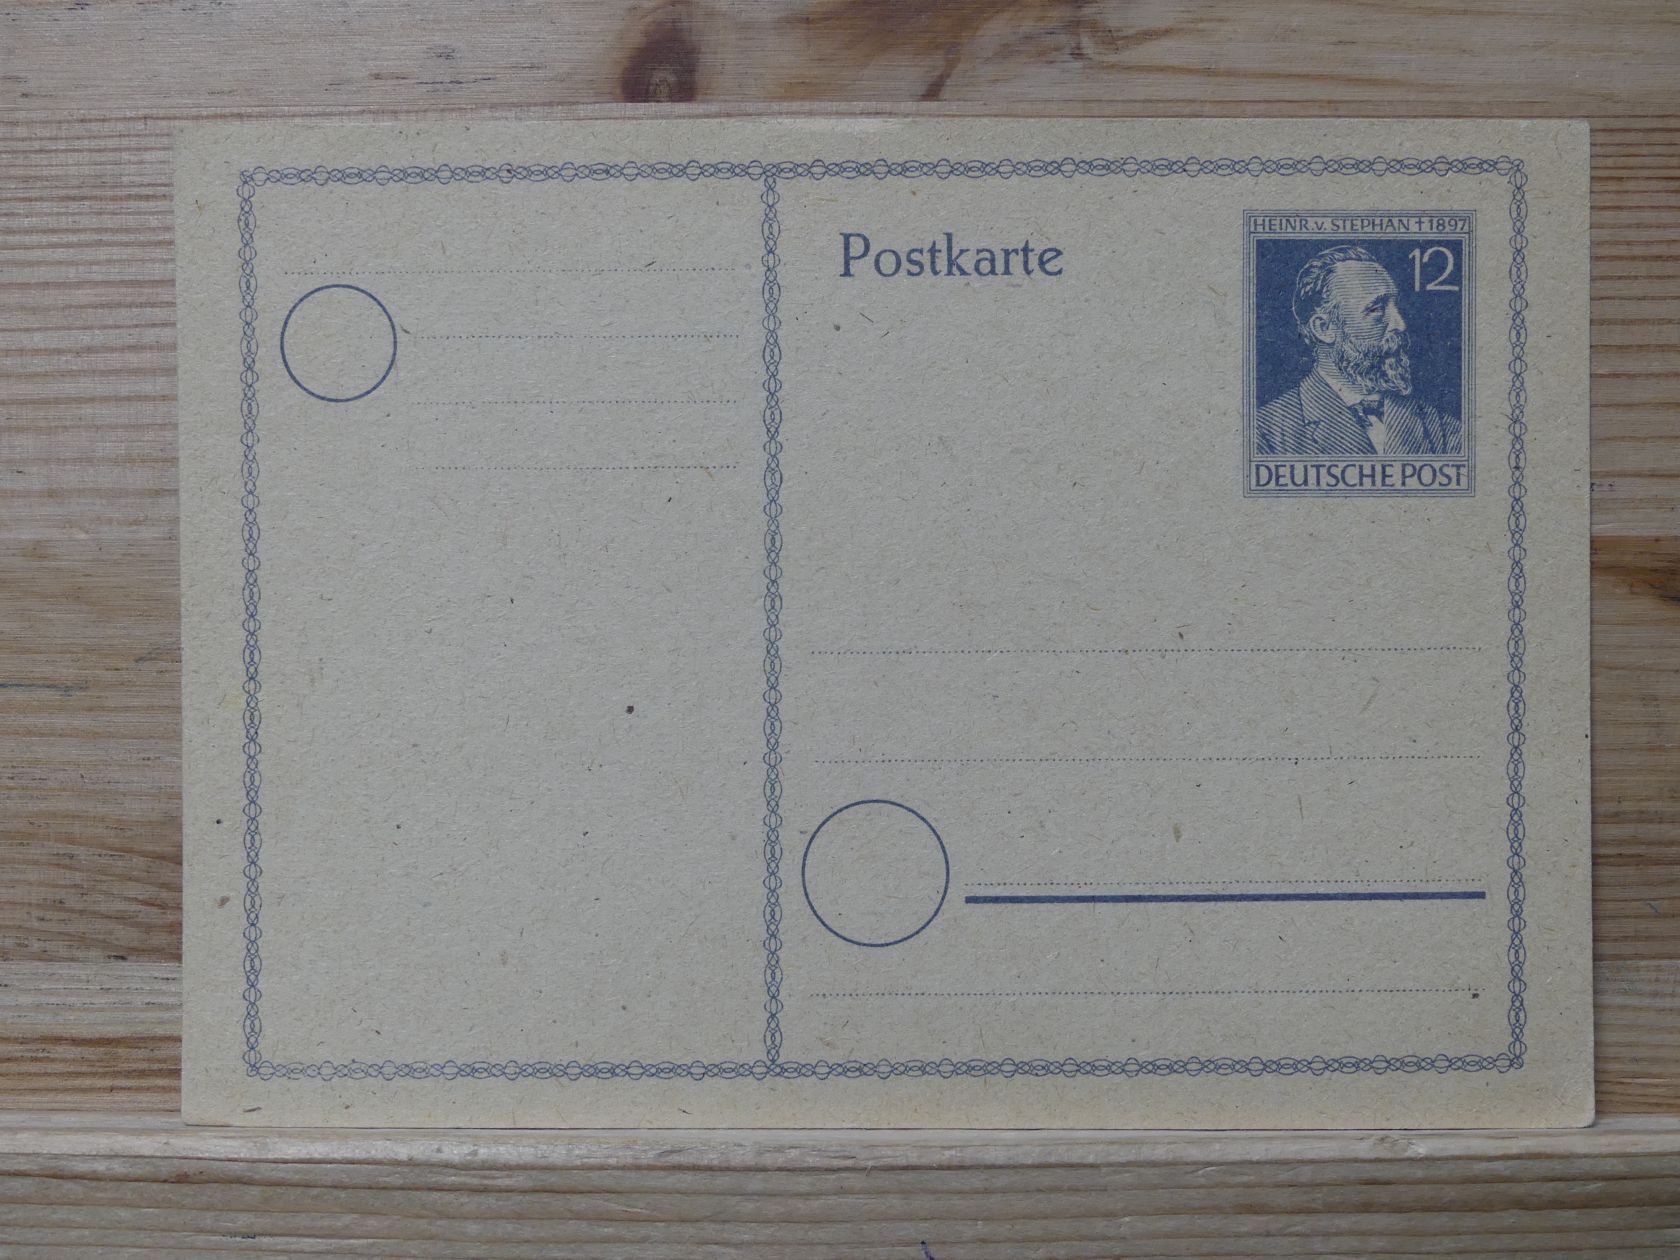 Postkarte
HEINR. v. STEPHAN † 1897
12
DEUTSCHE POST